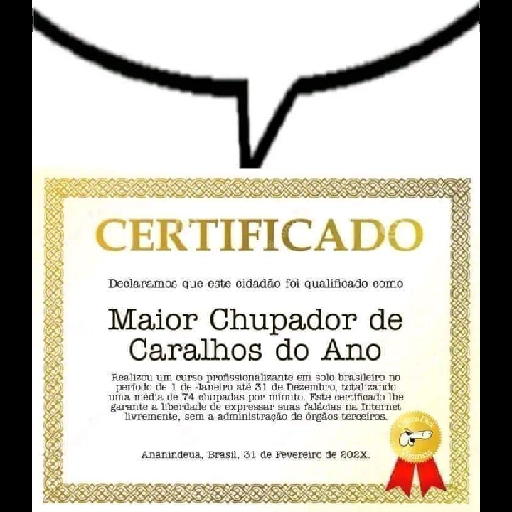 CERTIFICADO
Declaramos que este cidadão foi qualificado como
Maior Chupador de
Caralhos do Ano
Realizou um curso profissionalizante em solo brasileiro no
período de 1 de Janeiro até 31 de Dezembro, totalizando
uma média de 74 chupadas por minuto. Este certificado lhe
garante a liberdade de expressar suas falácias na Internet
livremente, sem a administração de órgãos terceiros.
Ananindeua, Brasil, 31 de Fevereiro de 202X.